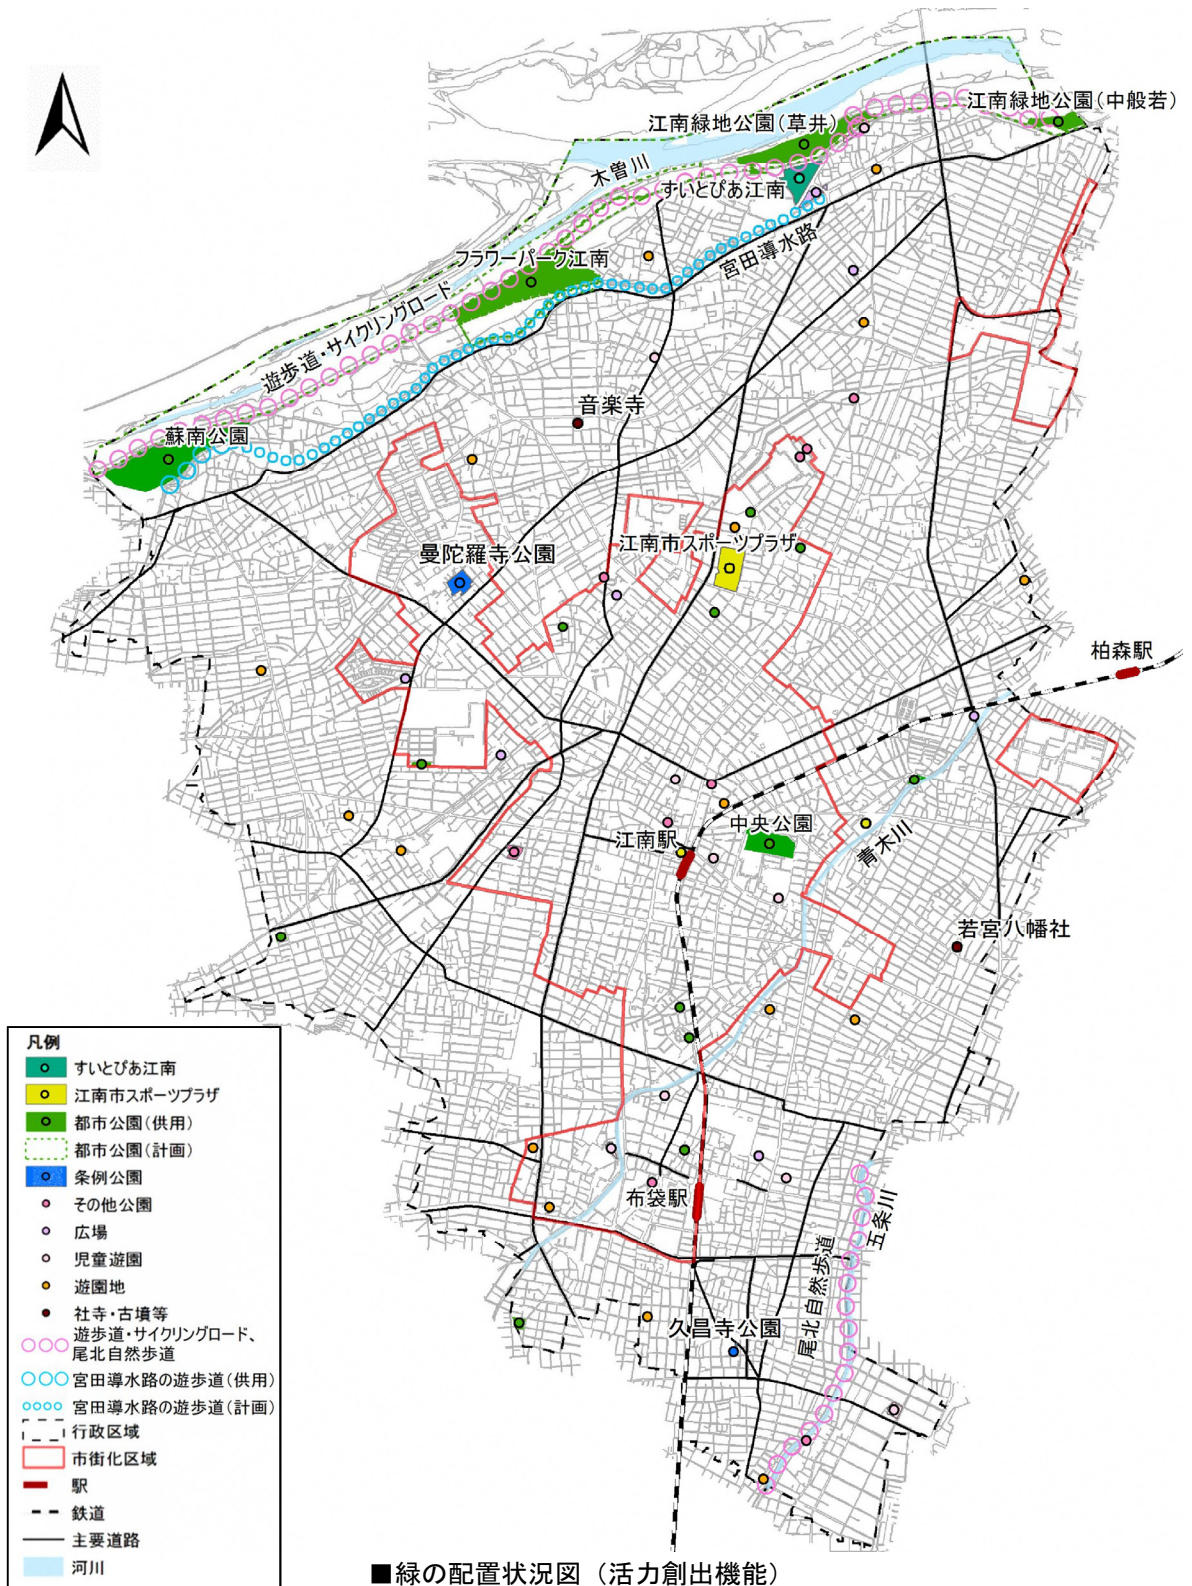 江南緑地公園(中般若)
江南緑地公園(草井)
木曽川
すいとぴあ江南
宮田導水路
フラワーパーク江南
遊歩道・サイクリングロード
音楽寺
蘇南公園
江南市スポーツプラザ
曼陀羅寺公園
柏森駅
中央公園
江南駅
青木川
若宮八幡社
布袋駅
五条川
尾北自然歩道
久昌寺公園
凡例
すいとぴあ江南
江南市スポーツプラザ
都市公園(供用)
都市公園(計画)
条例公園
その他公園
広場
児童遊園
遊園地
社寺・古墳等
遊歩道・サイクリングロード、
尾北自然歩道
宮田導水路の遊歩道(供用)
宮田導水路の遊歩道(計画)
行政区域
市街化区域
駅
鉄道
主要道路
河川
■緑の配置状況図（活力創出機能）